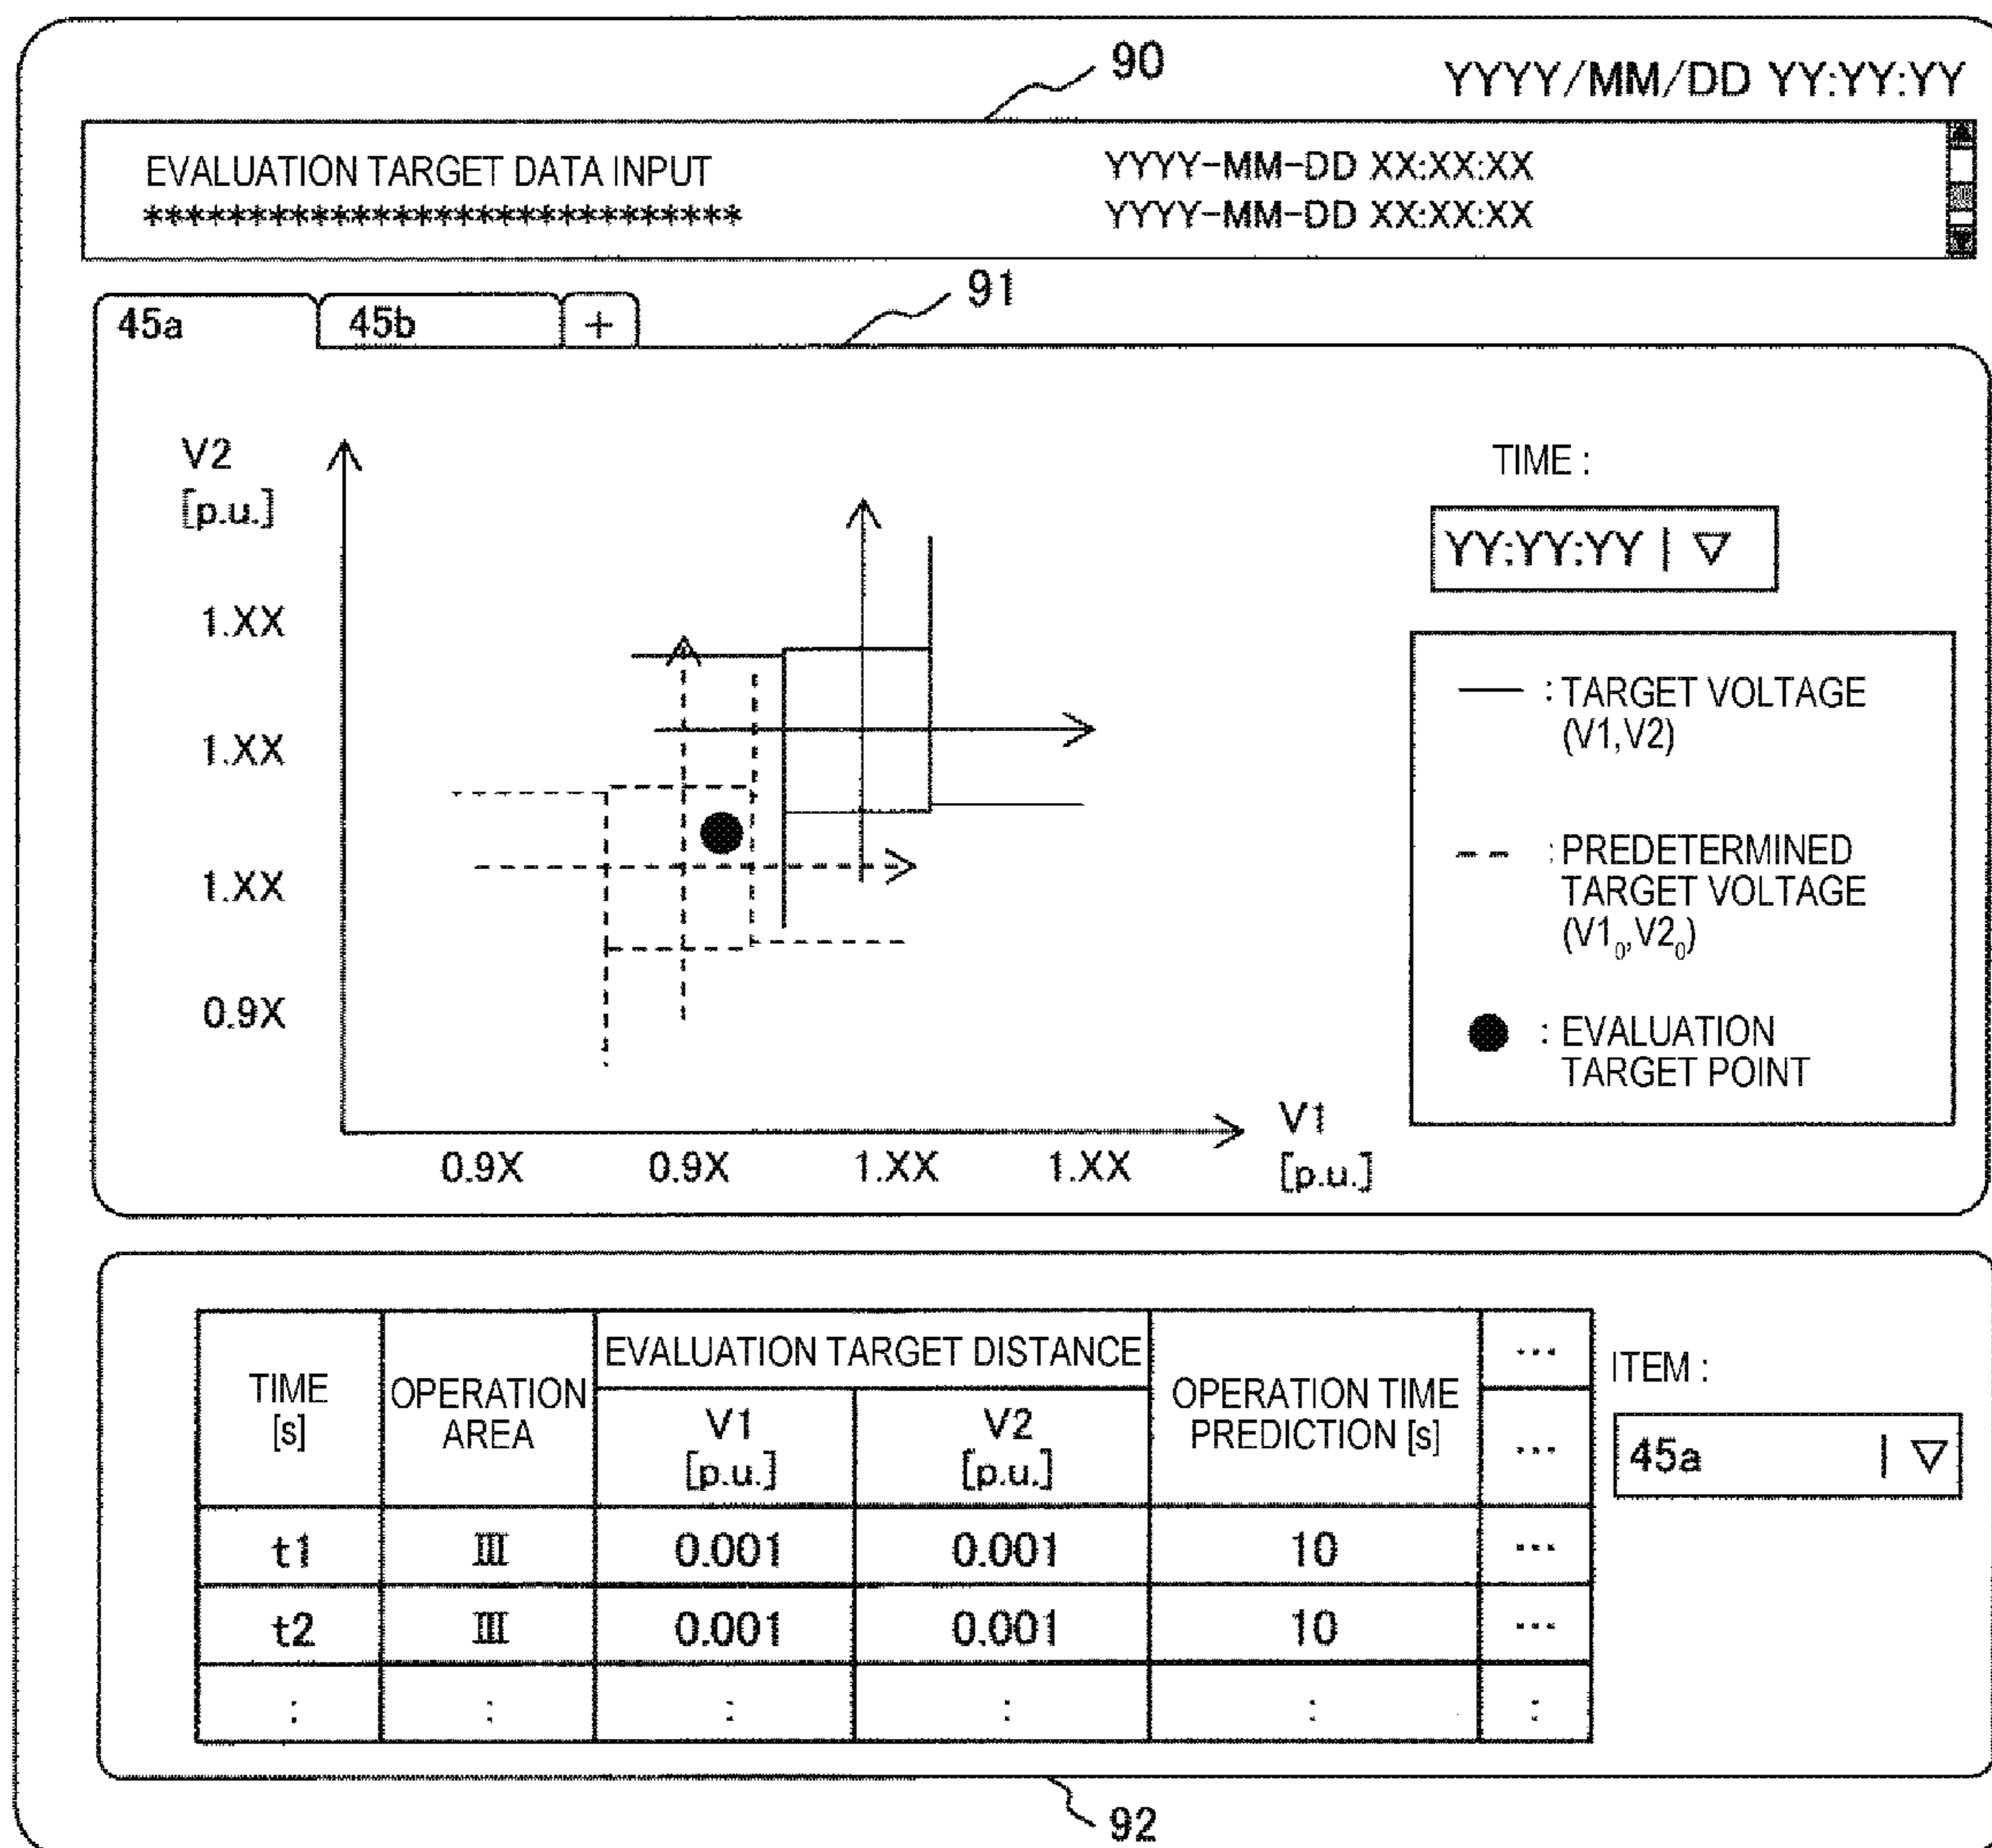 90
YYYY/MM/DD YY:YY:YY
EVALUATION TARGET DATA INPUT YYYY-MM-DD XX:XX:XX
***************************** YYYY-MM-DD XX:XX:XX
91
45a 45b +
V2
[p.u.]
1.XX
1.XX
1.XX
0.9X
0.9X 0.9X 1.XX 1.XX
V1
[p.u.]
TIME :
YY:YY:YY | ▽
— : TARGET VOLTAGE
(V1,V2)
--- : PREDETERMINED
TARGET VOLTAGE
(V1₀,V2₀)
● : EVALUATION
TARGET POINT
TIME
[s]
OPERATION
AREA
EVALUATION TARGET DISTANCE
V1
[p.u.]
V2
[p.u.]
OPERATION TIME
PREDICTION [s]
...
...
t1 III 0.001 0.001 10 ...
t2 III 0.001 0.001 10 ...
: : : : : :
ITEM :
45a | ▽
92